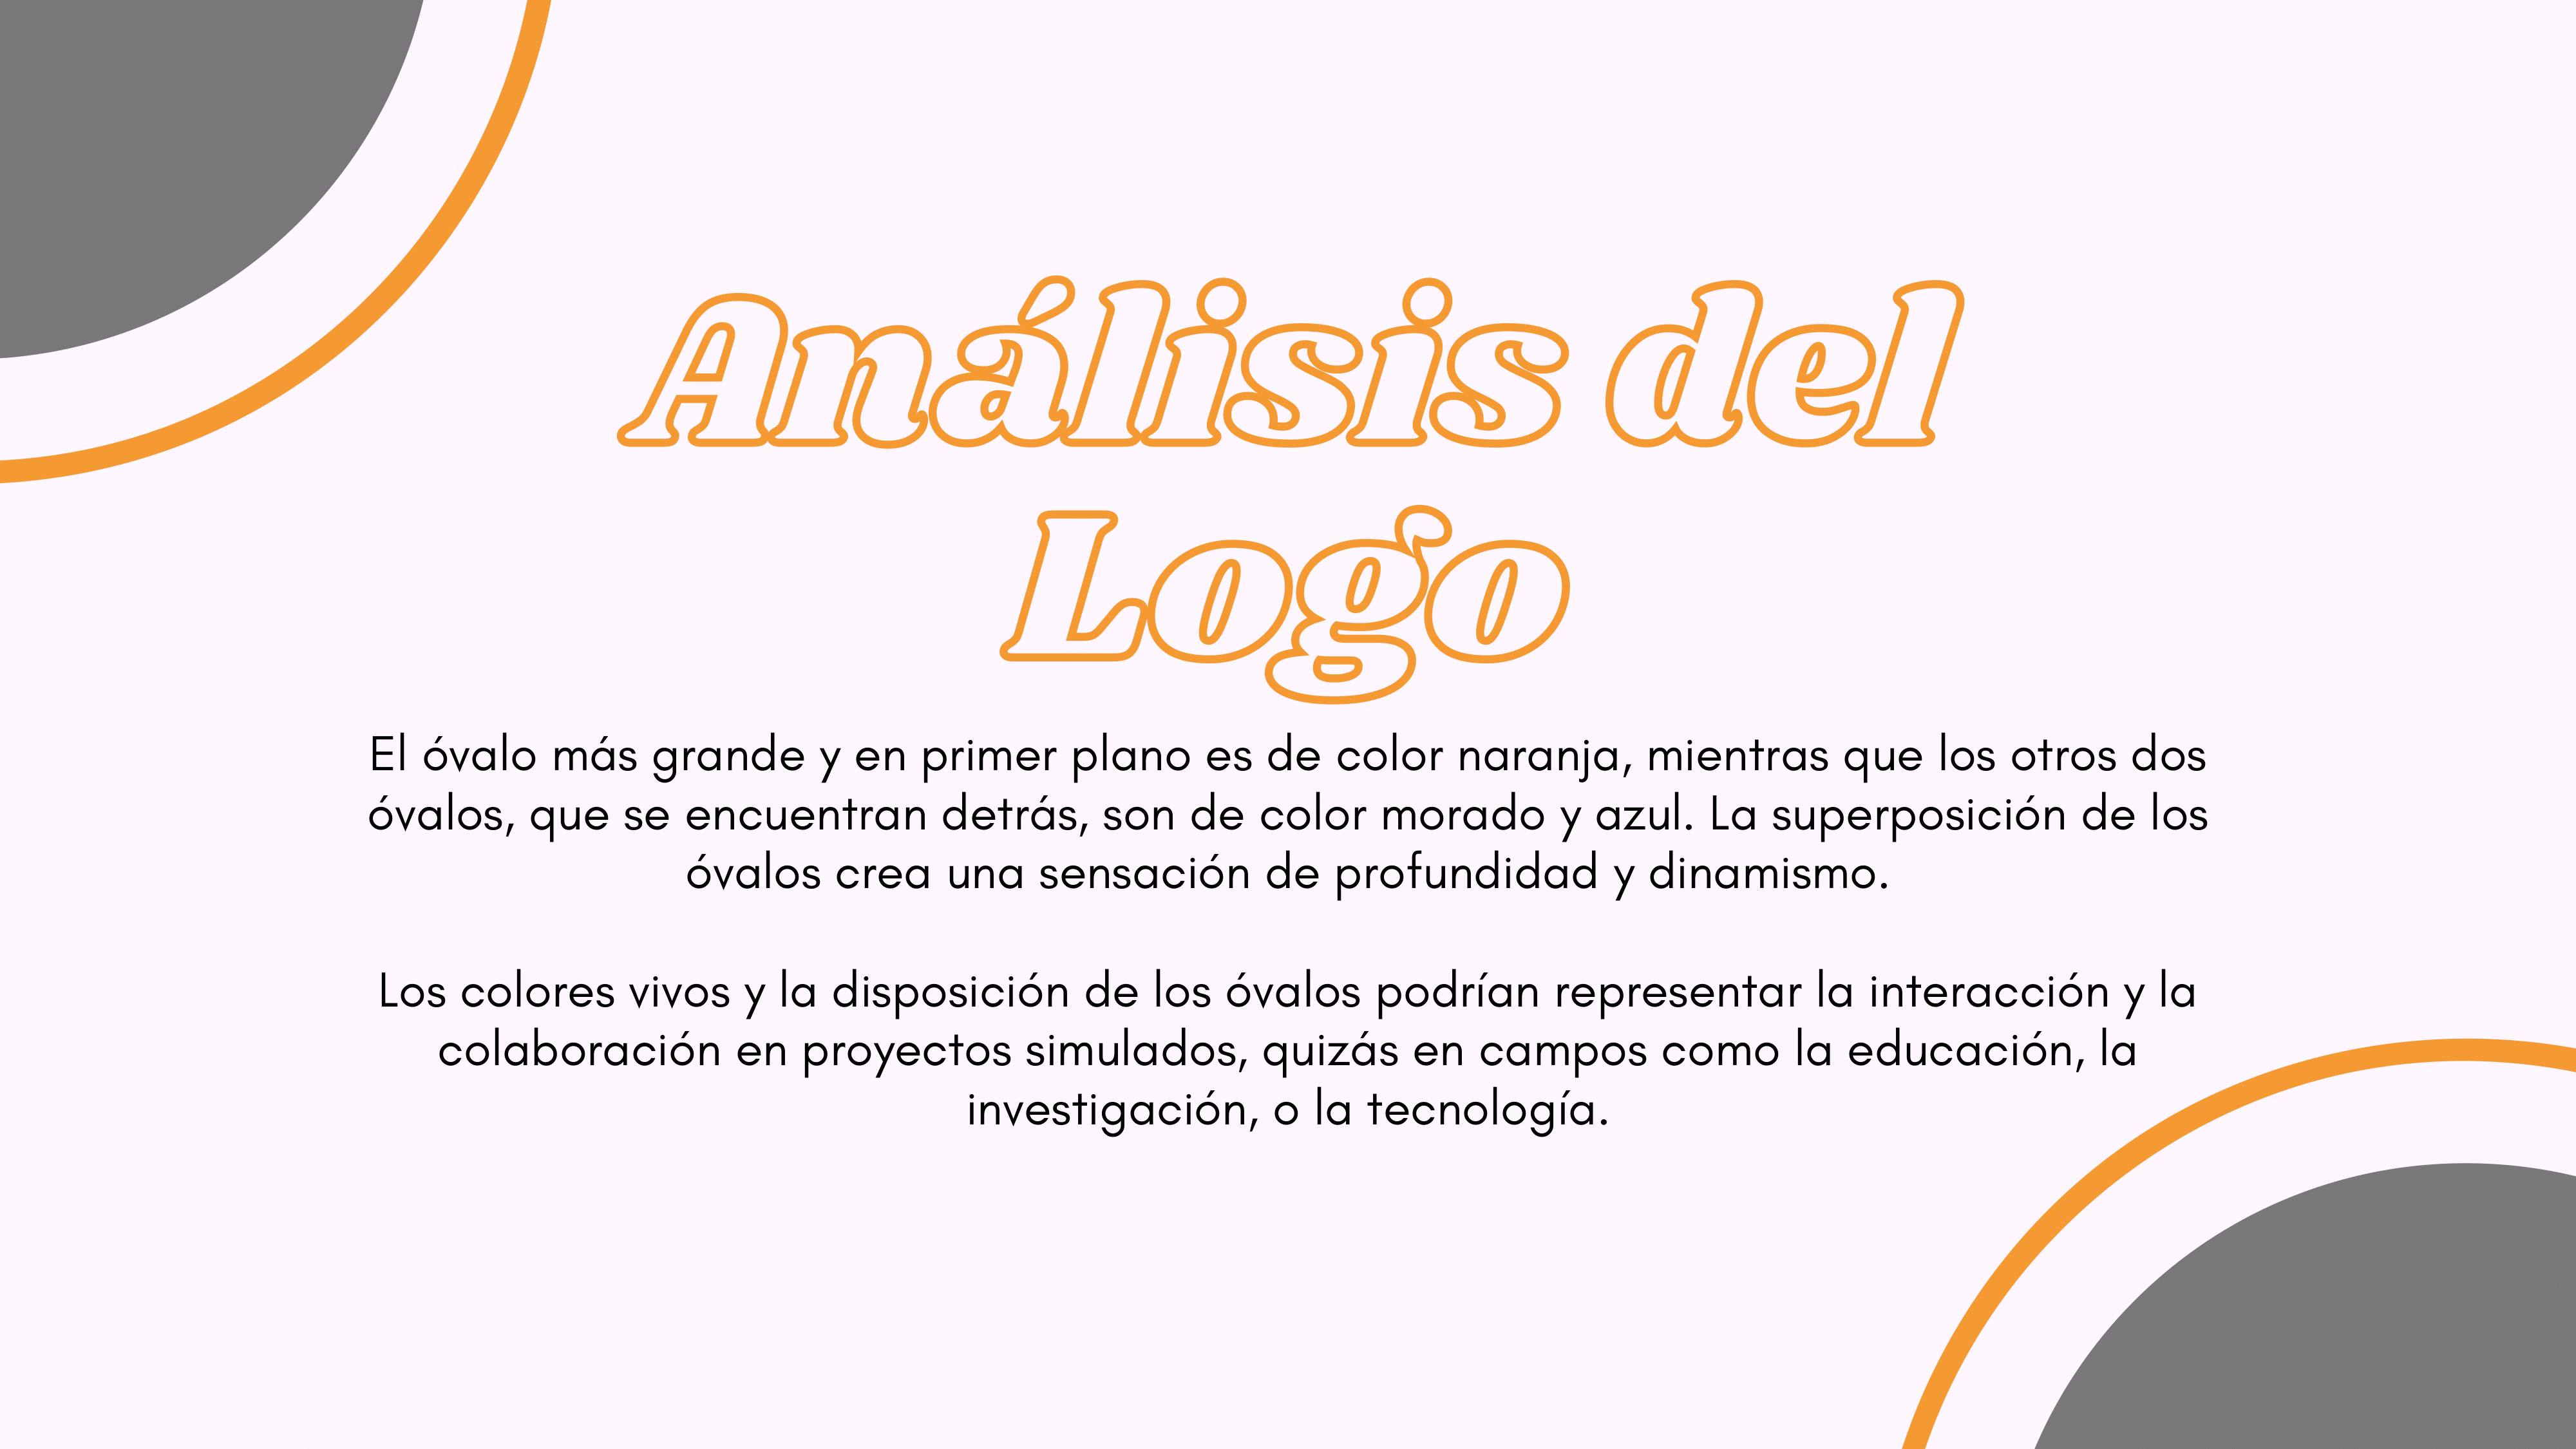 Análisis del
Logo
El óvalo más grande y en primer plano es de color naranja, mientras que los otros dos
óvalos, que se encuentran detrás, son de color morado y azul. La superposición de los
óvalos crea una sensación de profundidad y dinamismo.
Los colores vivos y la disposición de los óvalos podrían representar la interacción y la
colaboración en proyectos simulados, quizás en campos como la educación, la
investigación, o la tecnología.